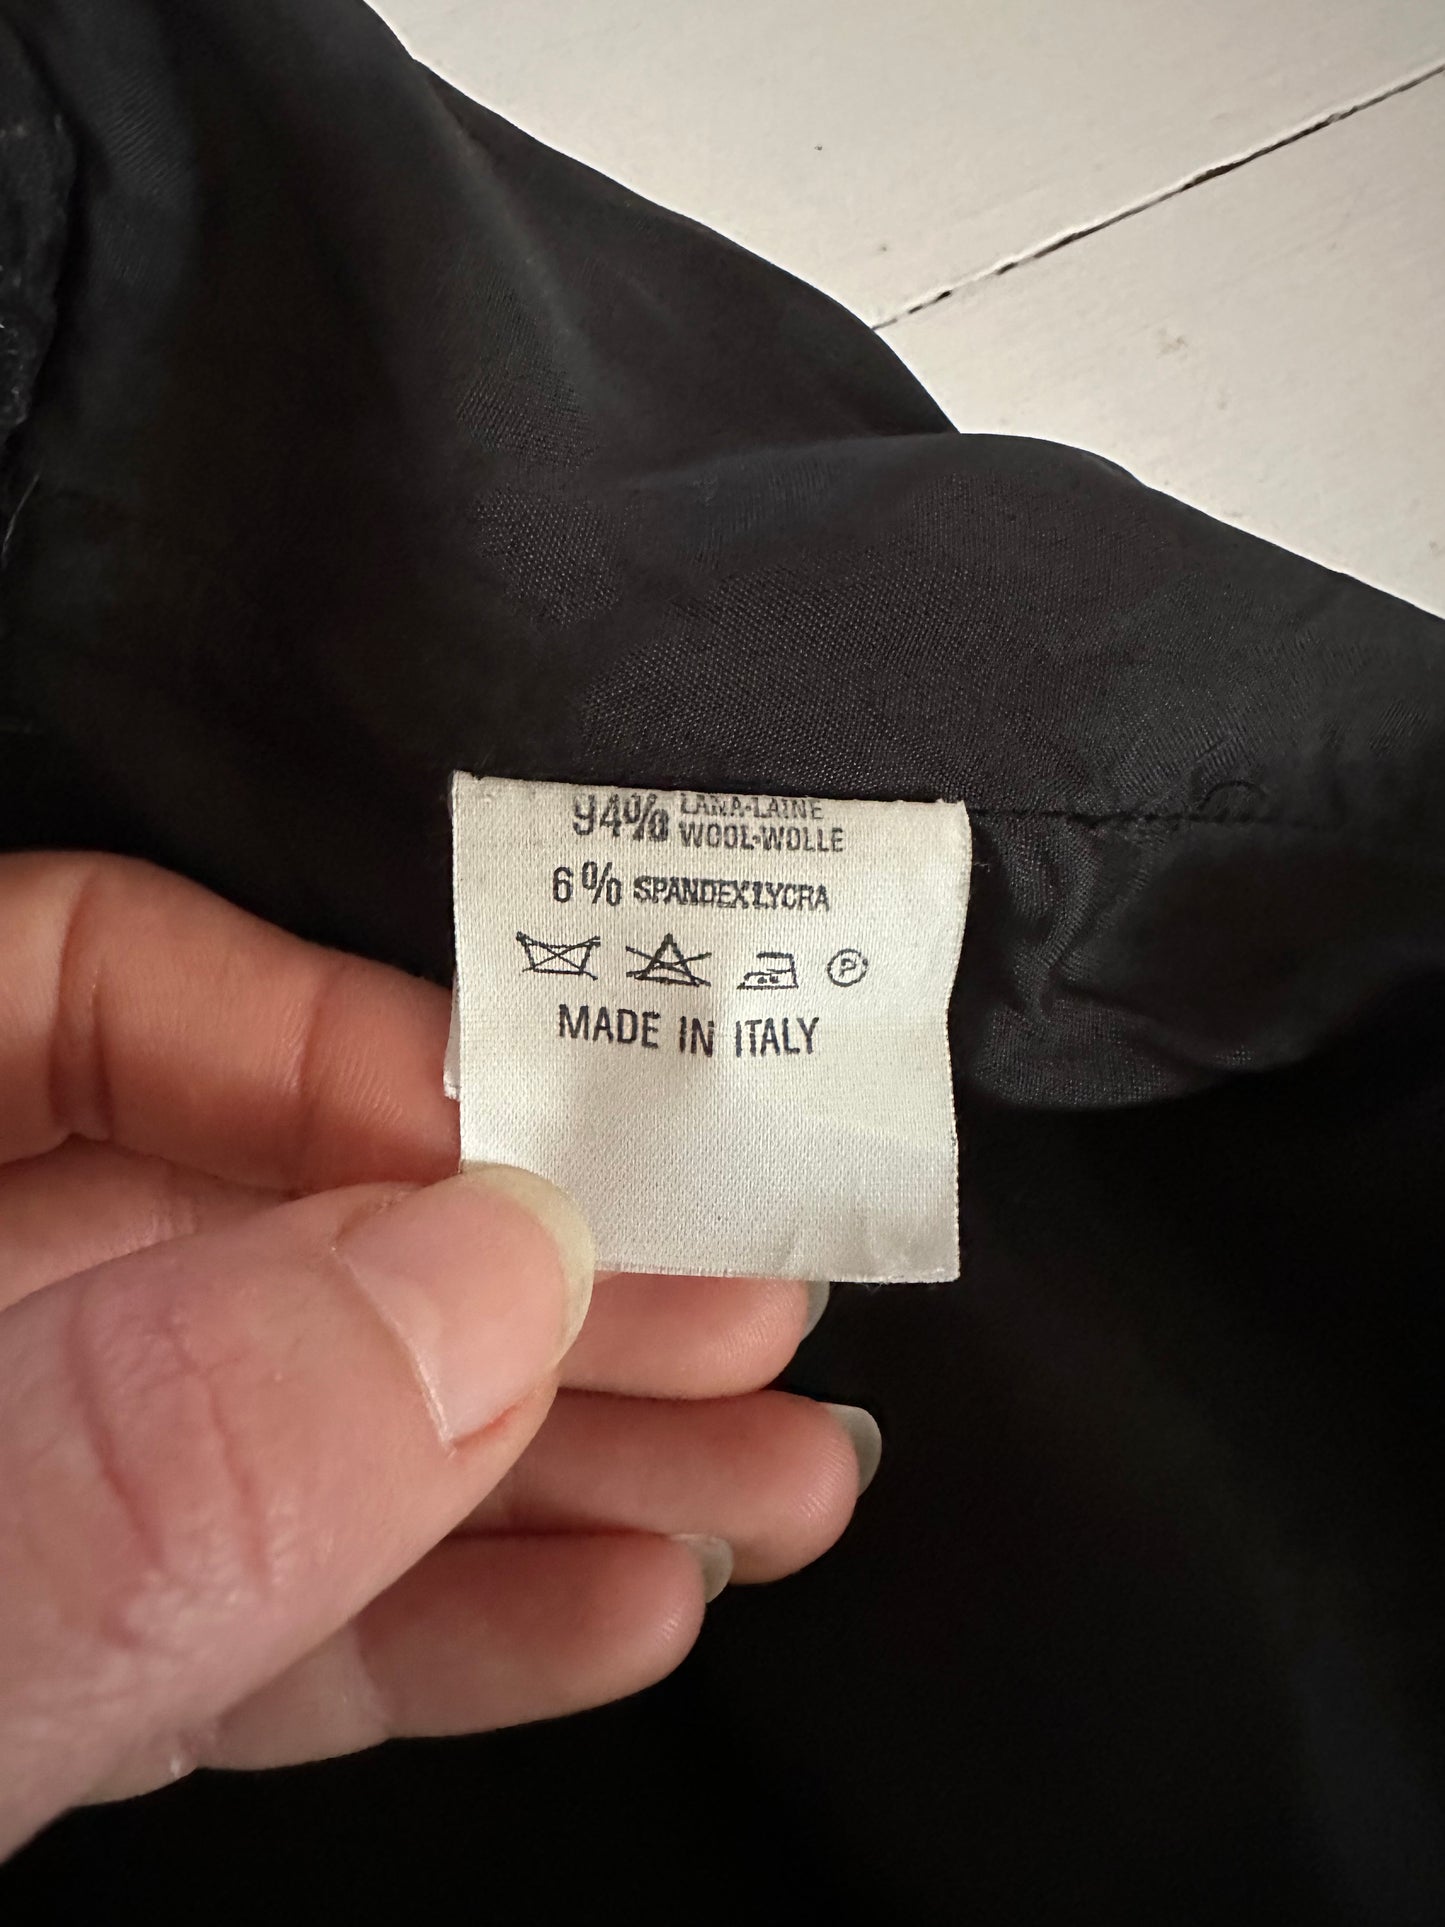 94% LANA-LAINE
WOOL-WOLLE
6% SPANDEX LYCRA
P
MADE IN ITALY